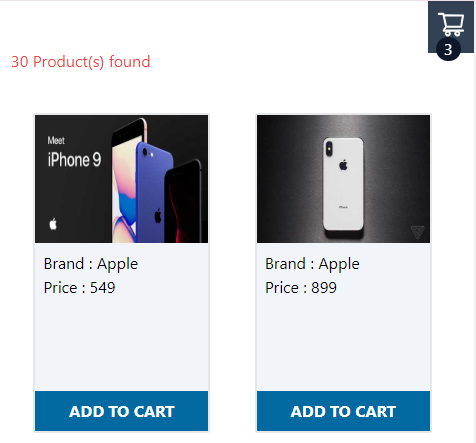 3
30 Product(s) found
Meet
iPhone 9
iPhone
Brand : Apple
Price : 549
Brand : Apple
Price : 899
ADD TO CART
ADD TO CART